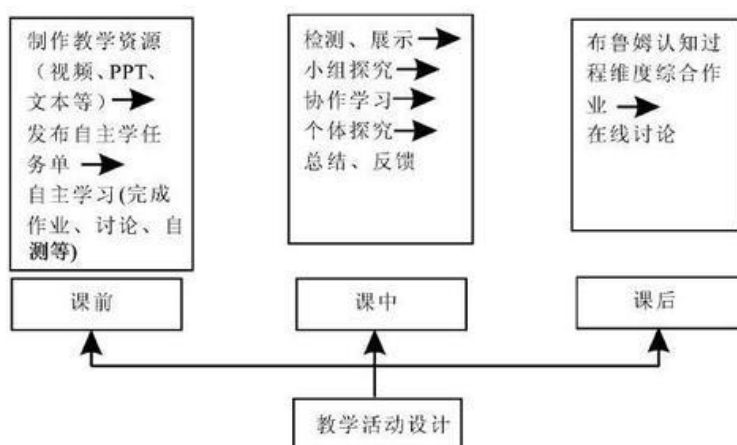 制作教学资源
（视频、PPT、
文本等）
发布自主学任
务单
自主学习(完成
作业、讨论、自
测等)
课前
检测、展示
小组探究
协作学习
个体探究
总结、反馈
课中
布鲁姆认知过
程维度综合作
业
在线讨论
课后
教学活动设计